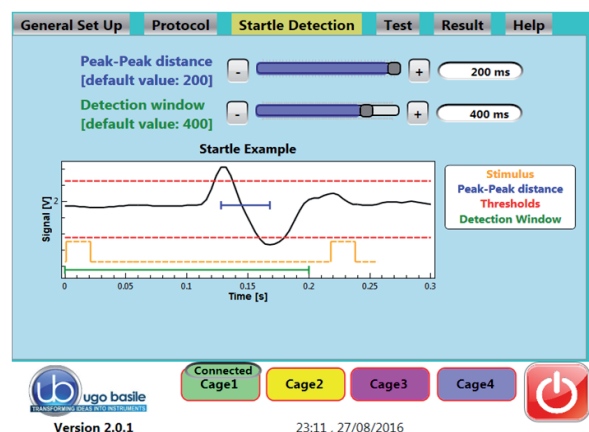 General Set Up Protocol Startle Detection Test Result Help
Peak-Peak distance
[default value: 200]
- + 200 ms
Detection window
[default value: 400]
- + 400 ms
Startle Example
Signal [V]
2
0 0.05 0.1 0.15 0.2 0.25 0.3
Time [s]
Stimulus
Peak-Peak distance
Thresholds
Detection Window
Connected
Cage1 Cage2 Cage3 Cage4
ub ugo basile
TRANSFORMING IDEAS INTO INSTRUMENTS
Version 2.0.1
23:11 , 27/08/2016